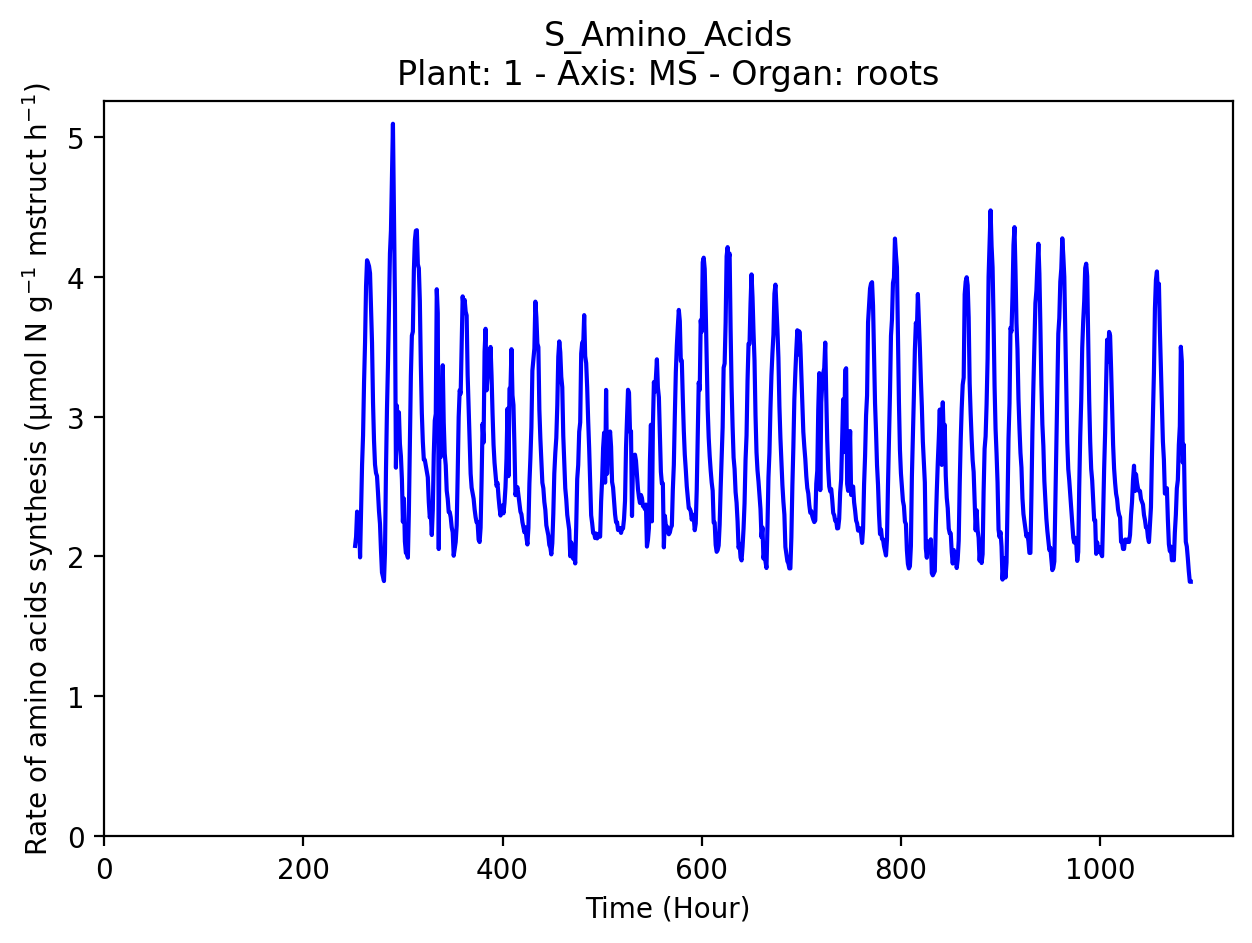 S_Amino_Acids
Plant: 1 - Axis: MS - Organ: roots
Rate of amino acids synthesis (µmol N g⁻¹ mstruct h⁻¹)
5
4
3
2
1
0
0 200 400 600 800 1000
Time (Hour)